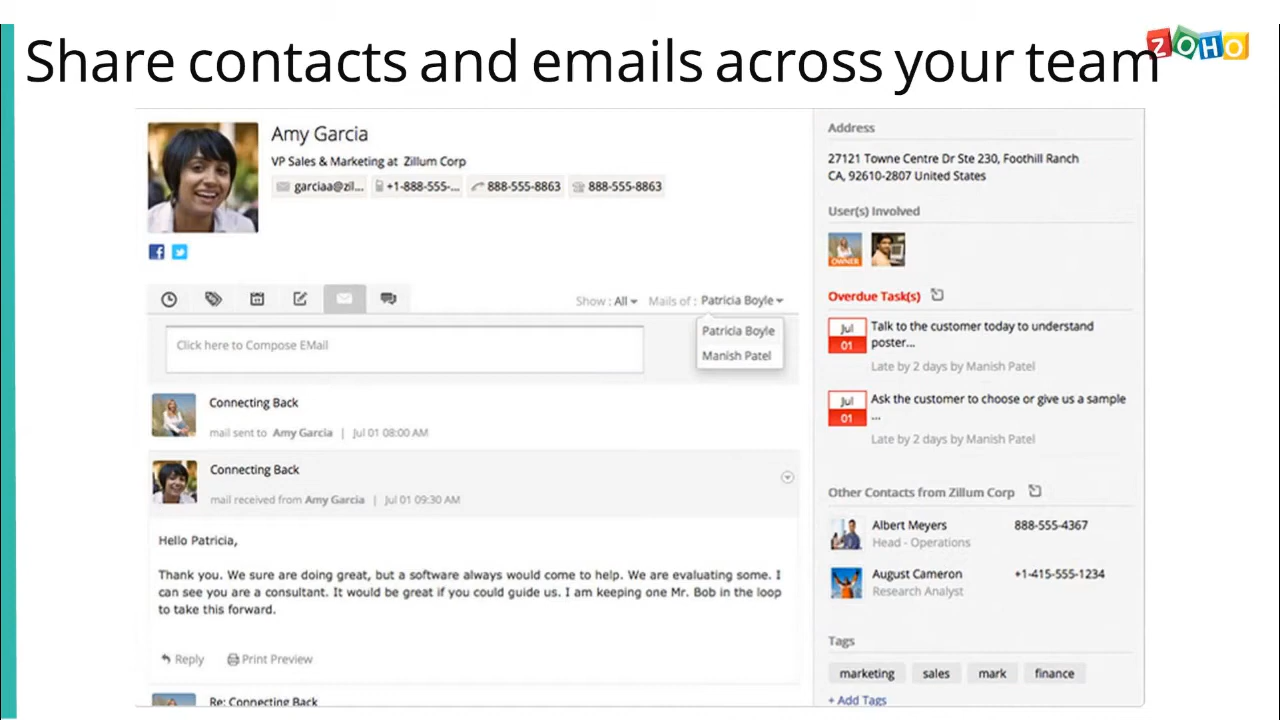 Share contacts and emails across your team
ZOHO
Amy Garcia
VP Sales & Marketing at Zillum Corp
garciaa@zil... +1-888-555-... 888-555-8863 888-555-8863
Show : All Mails of : Patricia Boyle
Patricia Boyle
Manish Patel
Click here to Compose EMail
Connecting Back
mail sent to Amy Garcia | Jul 01 08:00 AM
Connecting Back
mail received from Amy Garcia | Jul 01 09:30 AM
Hello Patricia,
Thank you. We sure are doing great, but a software always would come to help. We are evaluating some. I
can see you are a consultant. It would be great if you could guide us. I am keeping one Mr. Bob in the loop
to take this forward.
Reply Print Preview
Re: Connecting Back
Address
27121 Towne Centre Dr Ste 230, Foothill Ranch
CA, 92610-2807 United States
User(s) Involved
OWNER
Overdue Task(s)
Jul
01
Talk to the customer today to understand
poster...
Late by 2 days by Manish Patel
Jul
01
Ask the customer to choose or give us a sample
...
Late by 2 days by Manish Patel
Other Contacts from Zillum Corp
Albert Meyers 888-555-4367
Head - Operations
August Cameron +1-415-555-1234
Research Analyst
Tags
marketing sales mark finance
+ Add Tags